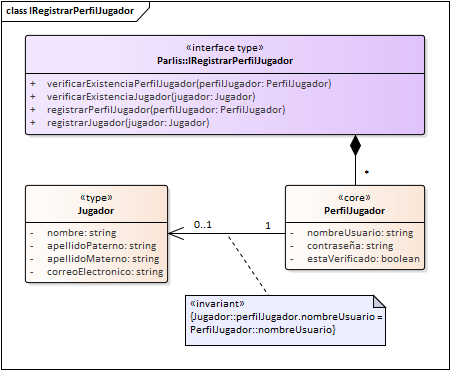 class IRegistrarPerfilJugador
«interface type»
Parlis::IRegistrarPerfilJugador
+ verificarExistenciaPerfilJugador(perfilJugador: PerfilJugador)
+ verificarExistenciaJugador(jugador: Jugador)
+ registrarPerfilJugador(perfilJugador: PerfilJugador)
+ registrarJugador(jugador: Jugador)
*
«type»
Jugador
- nombre: string
- apellidoPaterno: string
- apellidoMaterno: string
- correoElectronico: string
0..1
1
«core»
PerfilJugador
- nombreUsuario: string
- contraseña: string
- estaVerificado: boolean
«invariant»
{Jugador::perfilJugador.nombreUsuario =
PerfilJugador::nombreUsuario}